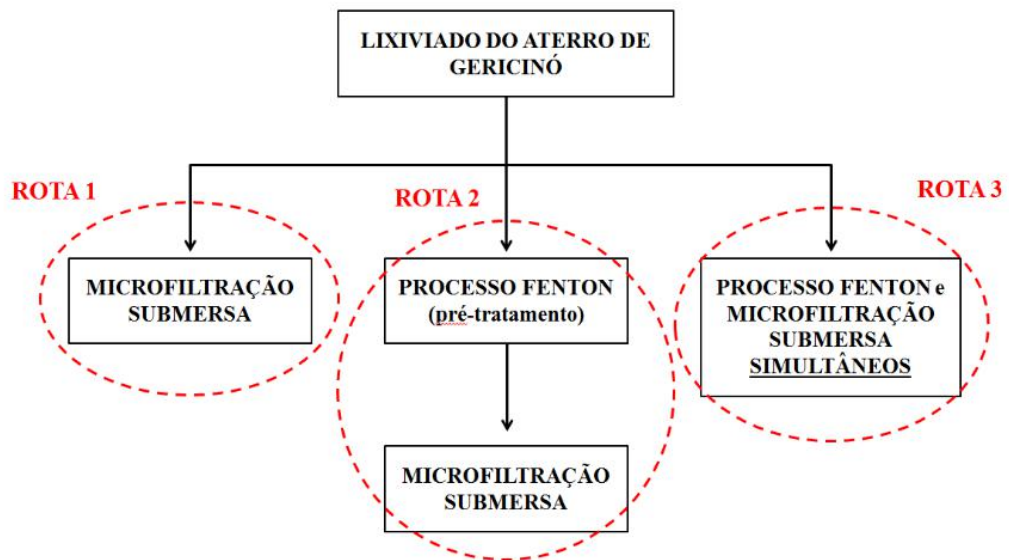 LIXIVIADO DO ATERRO DE
GERICINÓ
ROTA 1
MICROFILTRAÇÃO
SUBMERSA
ROTA 2
PROCESSO FENTON
(pré-tratamento)
MICROFILTRAÇÃO
SUBMERSA
ROTA 3
PROCESSO FENTON e
MICROFILTRAÇÃO
SUBMERSA
SIMULTÂNEOS